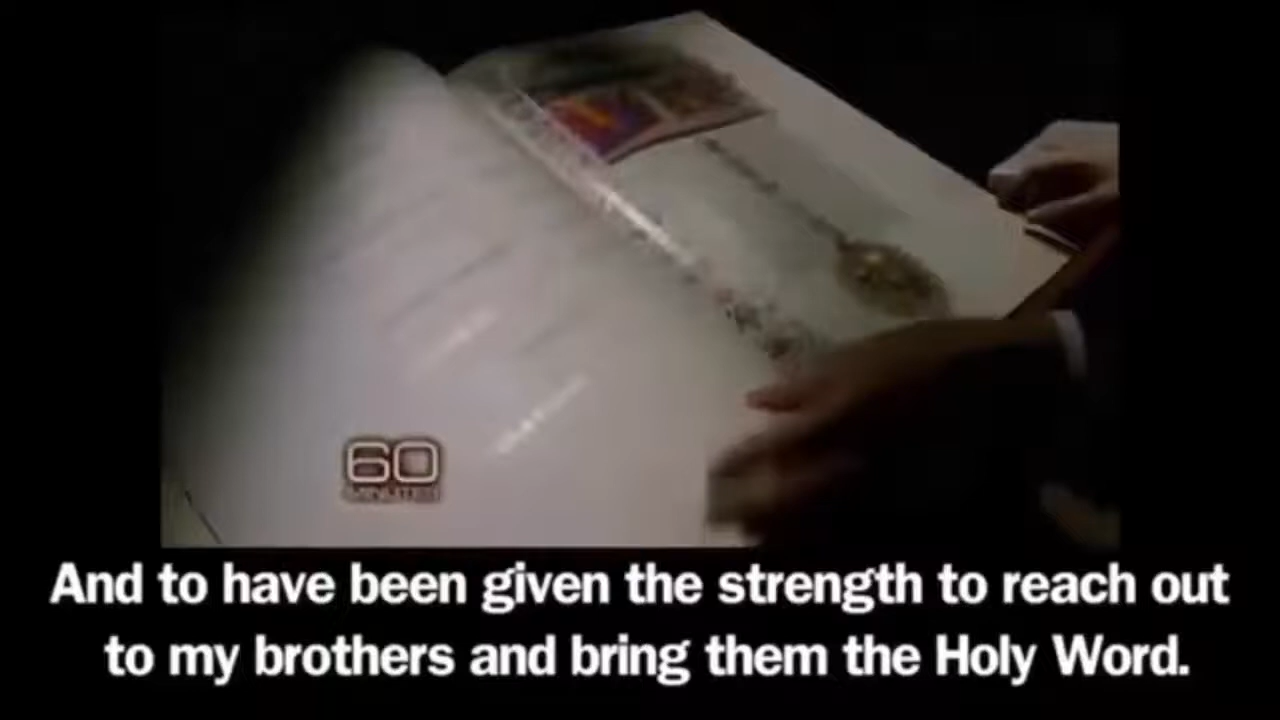 60
MINUTES
And to have been given the strength to reach out
to my brothers and bring them the Holy Word.